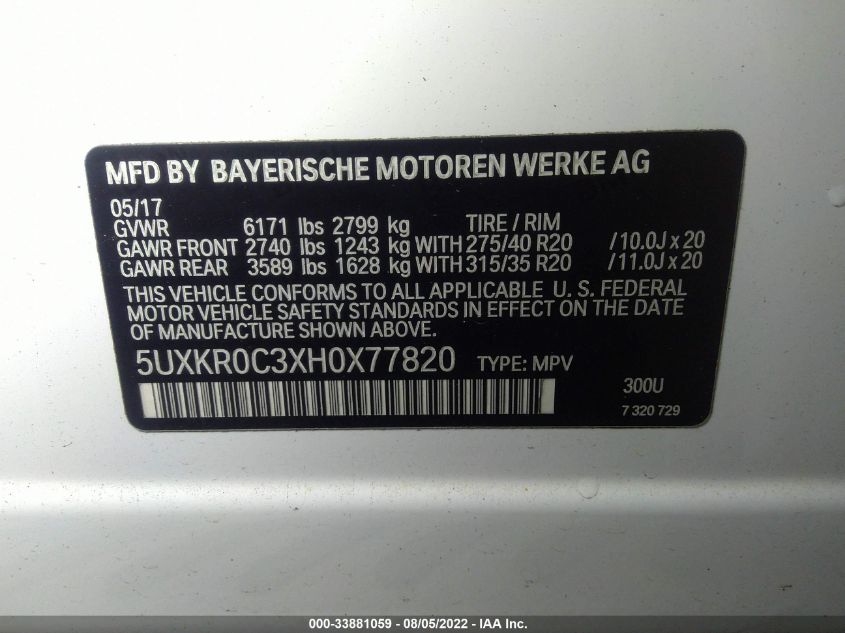 MFD BY BAYERISCHE MOTOREN WERKE AG
05/17
GVWR 6171 lbs 2799 kg TIRE / RIM
GAWR FRONT 2740 lbs 1243 kg WITH 275/40 R20 /10.0J x 20
GAWR REAR 3589 lbs 1628 kg WITH 315/35 R20 /11.0J x 20
THIS VEHICLE CONFORMS TO ALL APPLICABLE U. S. FEDERAL
MOTOR VEHICLE SAFETY STANDARDS IN EFFECT ON THE DATE
OF MANUFACTURE SHOWN ABOVE.
5UXKR0C3XH0X77820 TYPE: MPV
300U
7 320 729
000-33881059 - 08/05/2022 - IAA Inc.